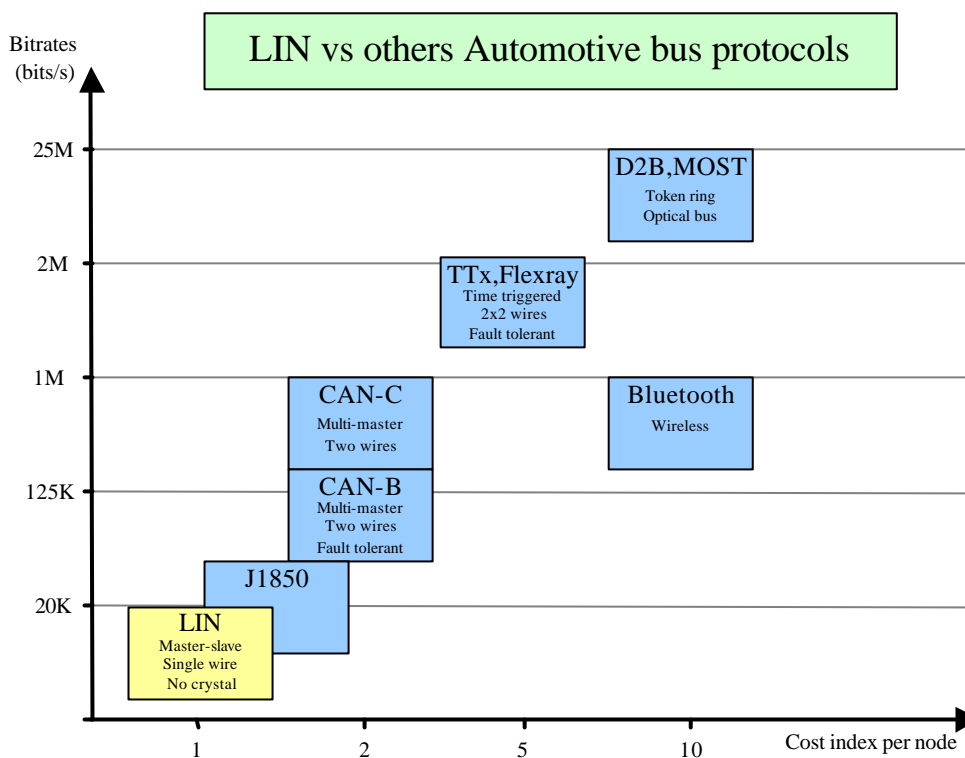 LIN vs others Automotive bus protocols
Bitrates
(bits/s)
25M
D2B,MOST
Token ring
Optical bus
2M
TTx,Flexray
Time triggered
2x2 wires
Fault tolerant
1M
CAN-C
Multi-master
Two wires
Bluetooth
Wireless
125K
CAN-B
Multi-master
Two wires
Fault tolerant
J1850
20K
LIN
Master-slave
Single wire
No crystal
1
2
5
10
Cost index per node